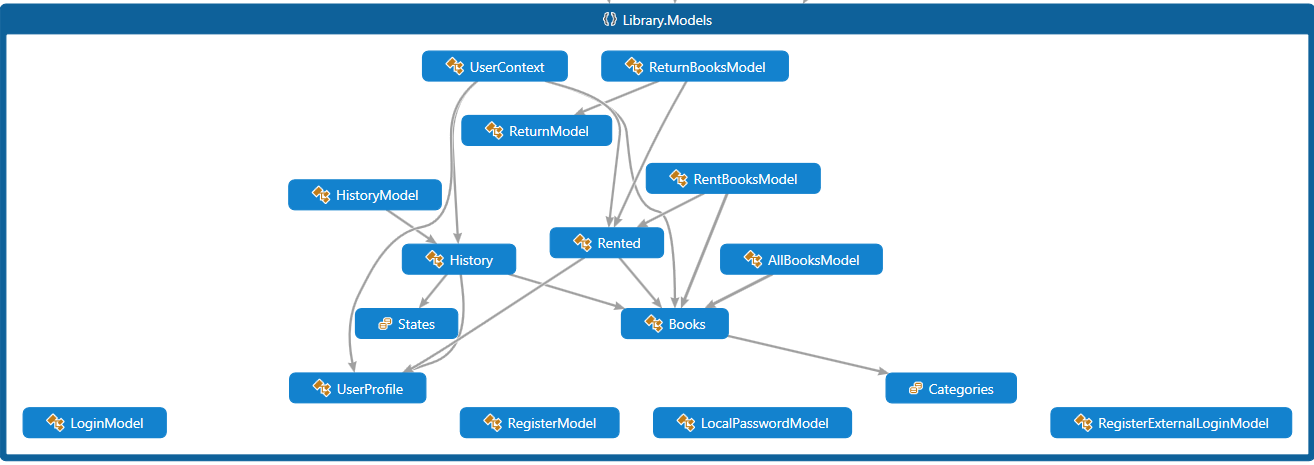 Library.Models
UserContext
ReturnBooksModel
ReturnModel
RentBooksModel
HistoryModel
Rented
History
AllBooksModel
States
Books
UserProfile
Categories
LoginModel
RegisterModel
LocalPasswordModel
RegisterExternalLoginModel